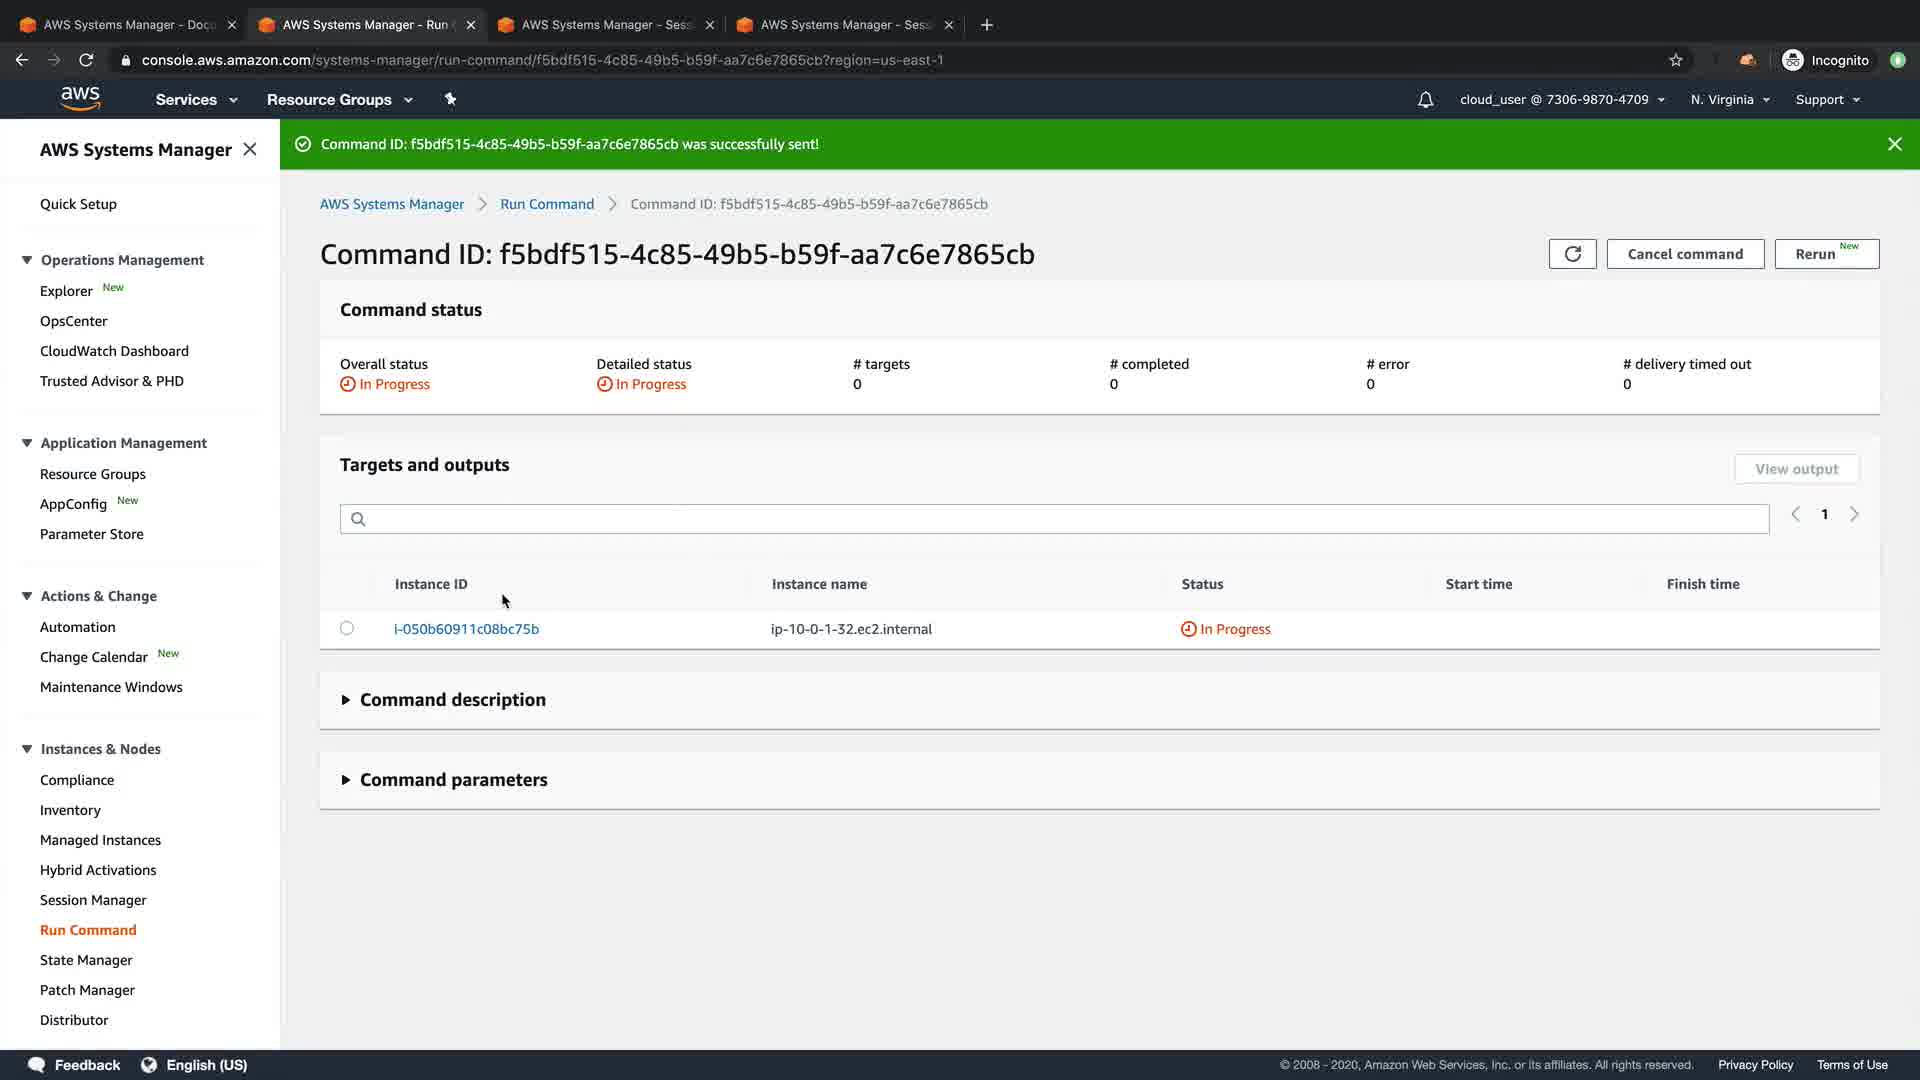 AWS Systems Manager - Docu
AWS Systems Manager - Run C
AWS Systems Manager - Sess
AWS Systems Manager - Sess
console.aws.amazon.com/systems-manager/run-command/f5bdf515-4c85-49b5-b59f-aa7c6e7865cb?region=us-east-1
Incognito
aws
Services
Resource Groups
cloud_user @ 7306-9870-4709
N. Virginia
Support
AWS Systems Manager
Command ID: f5bdf515-4c85-49b5-b59f-aa7c6e7865cb was successfully sent!
Quick Setup
Operations Management
Explorer New
OpsCenter
CloudWatch Dashboard
Trusted Advisor & PHD
Application Management
Resource Groups
AppConfig New
Parameter Store
Actions & Change
Automation
Change Calendar New
Maintenance Windows
Instances & Nodes
Compliance
Inventory
Managed Instances
Hybrid Activations
Session Manager
Run Command
State Manager
Patch Manager
Distributor
AWS Systems Manager > Run Command > Command ID: f5bdf515-4c85-49b5-b59f-aa7c6e7865cb
Command ID: f5bdf515-4c85-49b5-b59f-aa7c6e7865cb
Cancel command
Rerun New
Command status
Overall status
In Progress
Detailed status
In Progress
# targets
0
# completed
0
# error
0
# delivery timed out
0
Targets and outputs
View output
1
Instance ID Instance name Status Start time Finish time
i-050b60911c08bc75b ip-10-0-1-32.ec2.internal In Progress
Command description
Command parameters
Feedback
English (US)
© 2008 - 2020, Amazon Web Services, Inc. or its affiliates. All rights reserved.
Privacy Policy
Terms of Use